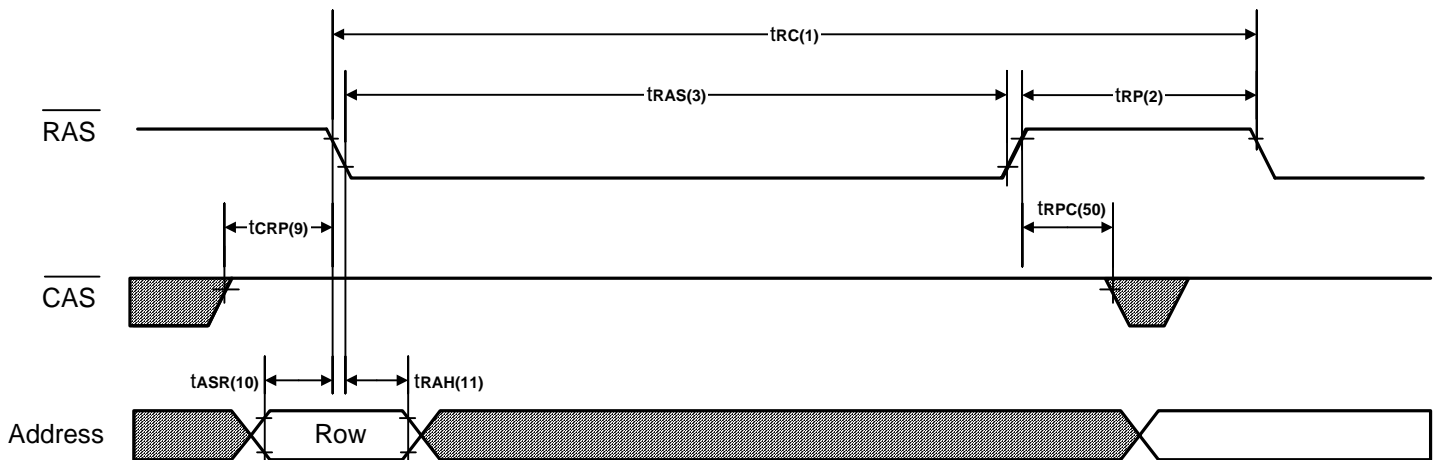 tRC(1)
tRAS(3)
tRP(2)
RAS
tCRP(9)
tRPC(50)
CAS
tASR(10)
tRAH(11)
Address
Row